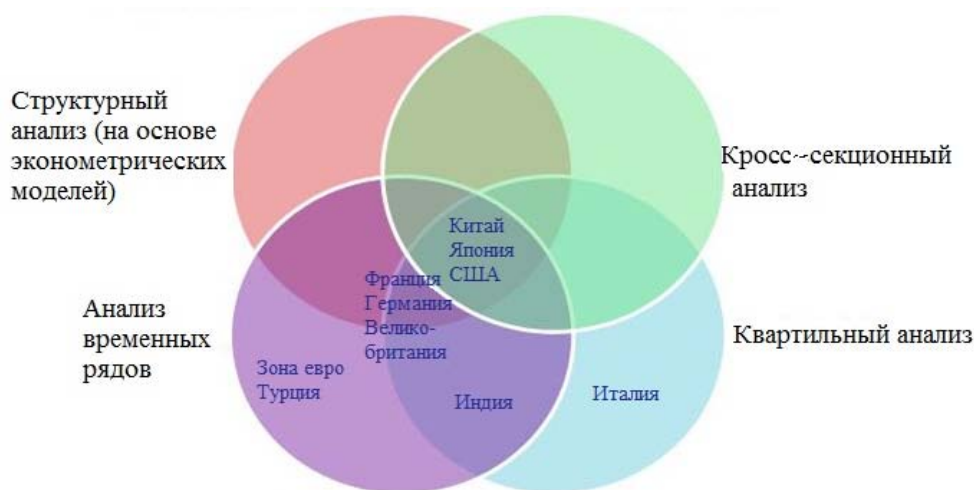 Структурный
анализ (на основе
эконометрических
моделей)
Кросс~секционный
анализ
Китай
Япония
США
Франция
Германия
Велико-
британия
Анализ
временных
рядов
Квартильный анализ
Зона евро
Турция
Индия
Италия